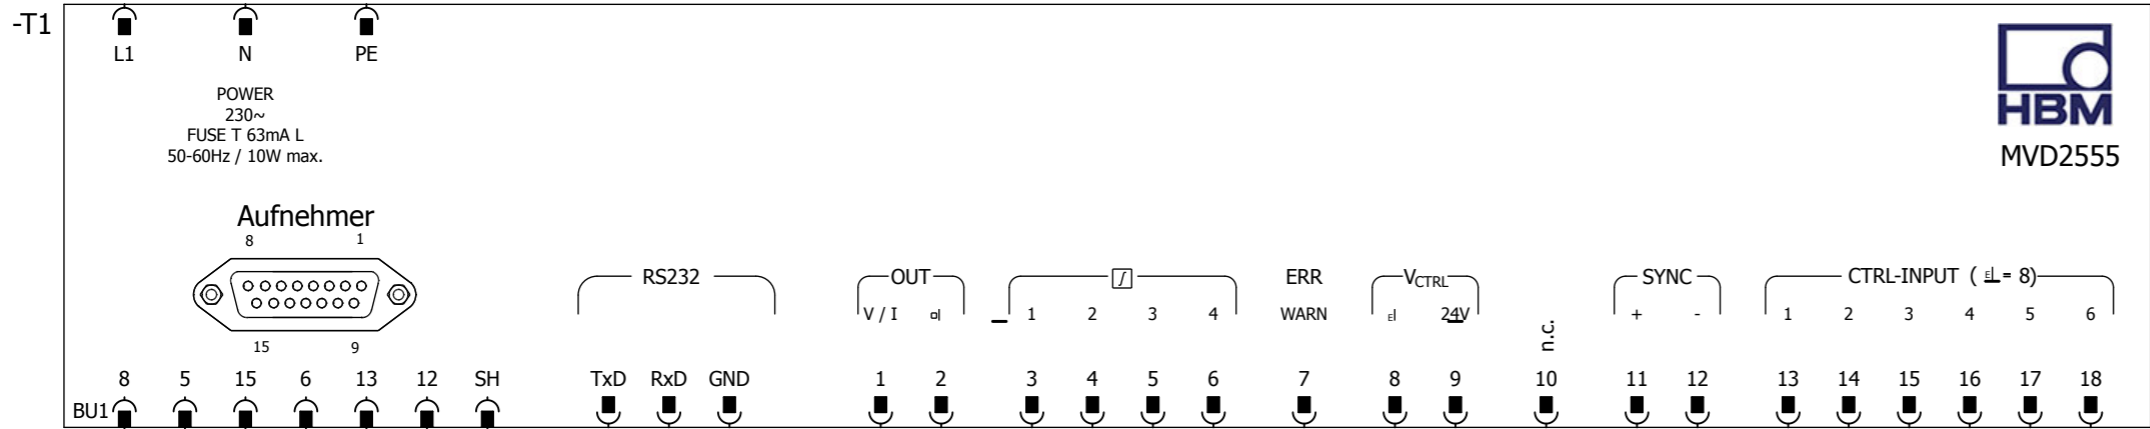 -T1
L1 N PE
POWER
230~
FUSE T 63mA L
50-60Hz / 10W max.
HBM
MVD2555
Aufnehmer
8 1
15 9
RS232 OUT ERR VCTRL SYNC CTRL-INPUT ( = 8)
V / I 1 2 3 4 WARN 24V + - 1 2 3 4 5 6
n.c.
8 5 15 6 13 12 SH TxD RxD GND 1 2 3 4 5 6 7 8 9 10 11 12 13 14 15 16 17 18
BU1